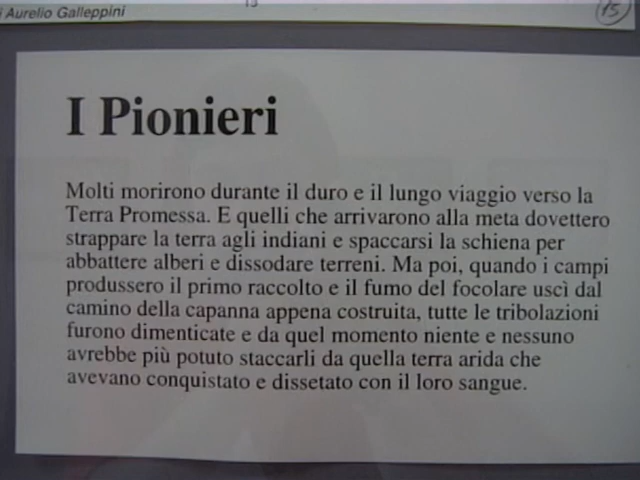 i Aurelio Galleppini
13
15
I Pionieri
Molti morirono durante il duro e il lungo viaggio verso la
Terra Promessa. E quelli che arrivarono alla meta dovettero
strappare la terra agli indiani e spaccarsi la schiena per
abbattere alberi e dissodare terreni. Ma poi, quando i campi
produssero il primo raccolto e il fumo del focolare uscì dal
camino della capanna appena costruita, tutte le tribolazioni
furono dimenticate e da quel momento niente e nessuno
avrebbe più potuto staccarli da quella terra arida che
avevano conquistato e dissetato con il loro sangue.